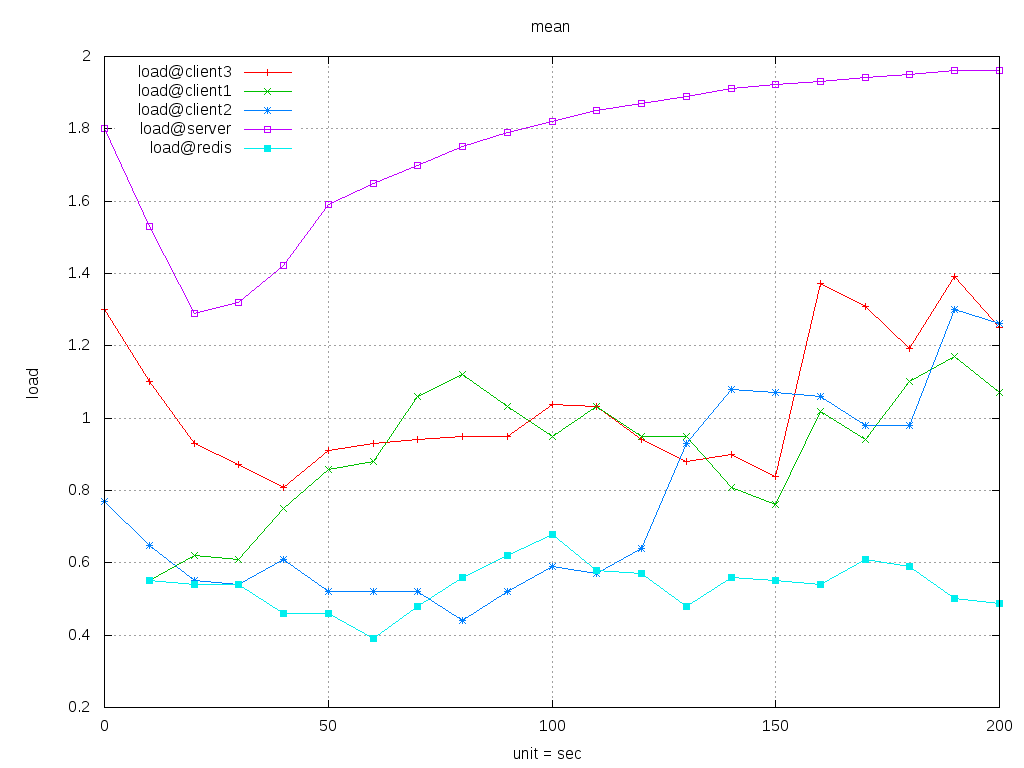 mean
2
load@client3
load@client1
load@client2
1.8
load@server
load@redis
1.6
1.4
1.2
load
1
0.8
0.6
0.4
0.2
0 50 100 150 200
unit = sec